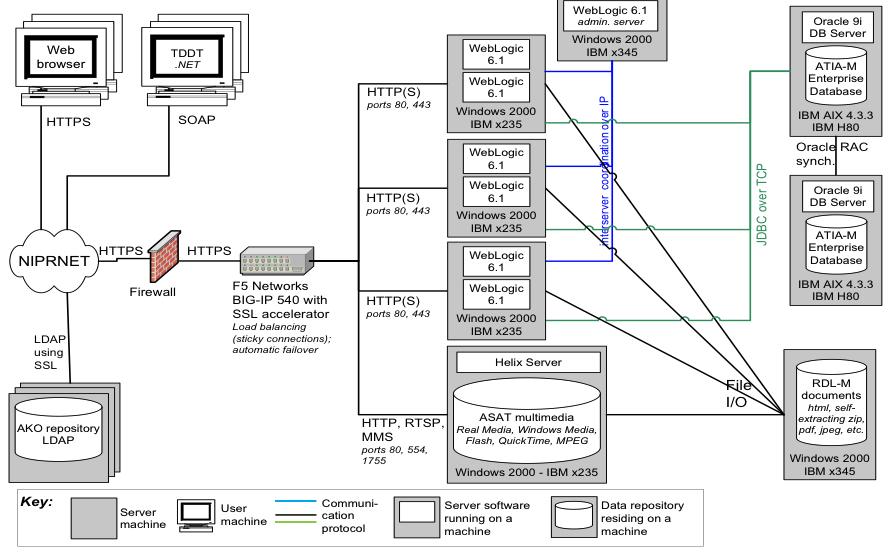 Web
browser
TDDT
.NET
HTTPS
SOAP
NIPRNET
HTTPS
Firewall
HTTPS
F5 Networks
BIG-IP 540 with
SSL accelerator
Load balancing
(sticky connections);
automatic failover
LDAP
using
SSL
AKO repository
LDAP
HTTP(S)
ports 80, 443
HTTP(S)
ports 80, 443
HTTP(S)
ports 80, 443
HTTP, RTSP,
MMS
ports 80, 554,
1755
WebLogic 6.1
admin. server
Windows 2000
IBM x345
WebLogic
6.1
WebLogic
6.1
Windows 2000
IBM x235
WebLogic
6.1
WebLogic
6.1
Windows 2000
IBM x235
WebLogic
6.1
WebLogic
6.1
Windows 2000
IBM x235
Helix Server
ASAT multimedia
Real Media, Windows Media,
Flash, QuickTime, MPEG
Windows 2000 - IBM x235
Interserver coordination over IP
JDBC over TCP
File
I/O
Oracle 9i
DB Server
ATIA-M
Enterprise
Database
IBM AIX 4.3.3
IBM H80
Oracle RAC
synch.
Oracle 9i
DB Server
ATIA-M
Enterprise
Database
IBM AIX 4.3.3
IBM H80
RDL-M
documents
html, self-
extracting zip,
pdf, jpeg, etc.
Windows 2000
IBM x345
Key:
Server
machine
User
machine
Communi-
cation
protocol
Server software
running on a
machine
Data repository
residing on a
machine